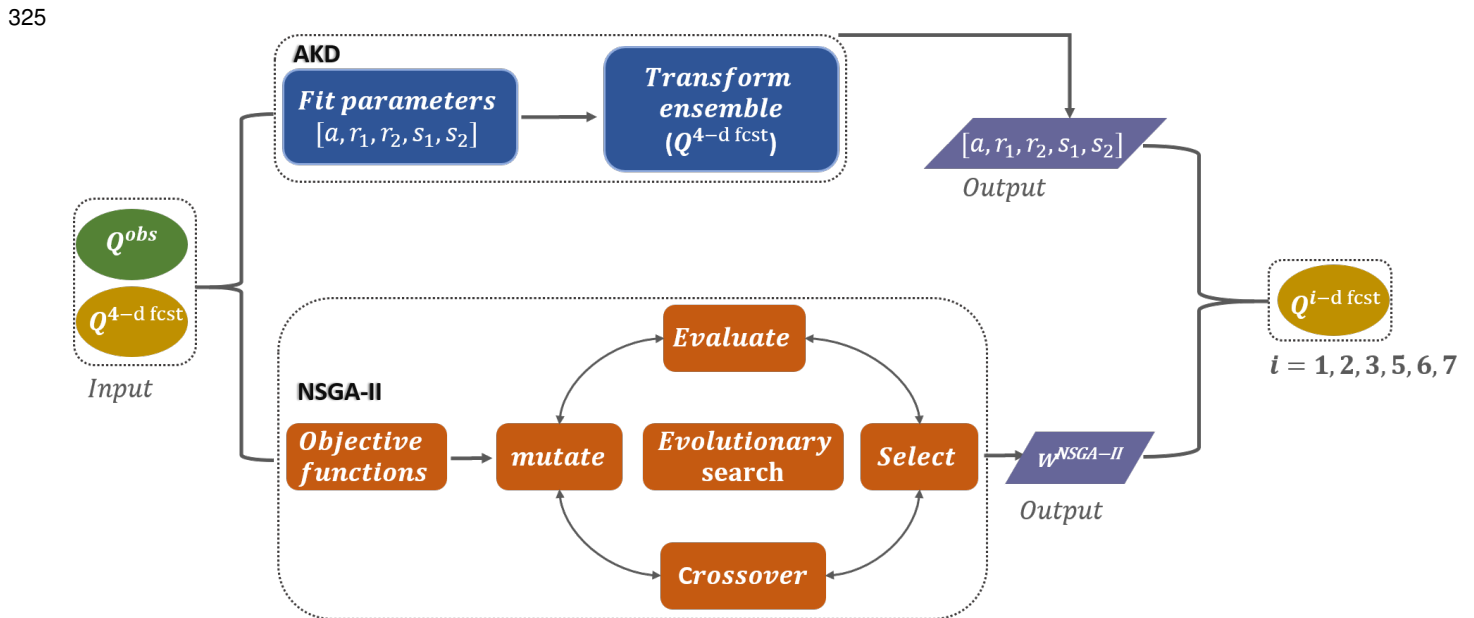 325
AKD
Fit parameters
[a, r₁, r₂, s₁, s₂]
Transform
ensemble
(Q⁴⁻ᵈ ᶠᶜˢᵗ)
[a, r₁, r₂, s₁, s₂]
Output
Qᵒᵇˢ
Q⁴⁻ᵈ ᶠᶜˢᵗ
Input
NSGA-II
Objective
functions
mutate
Evaluate
Evolutionary
search
Select
Crossover
W^NSGA−II
Output
Qⁱ⁻ᵈ ᶠᶜˢᵗ
i = 1, 2, 3, 5, 6, 7